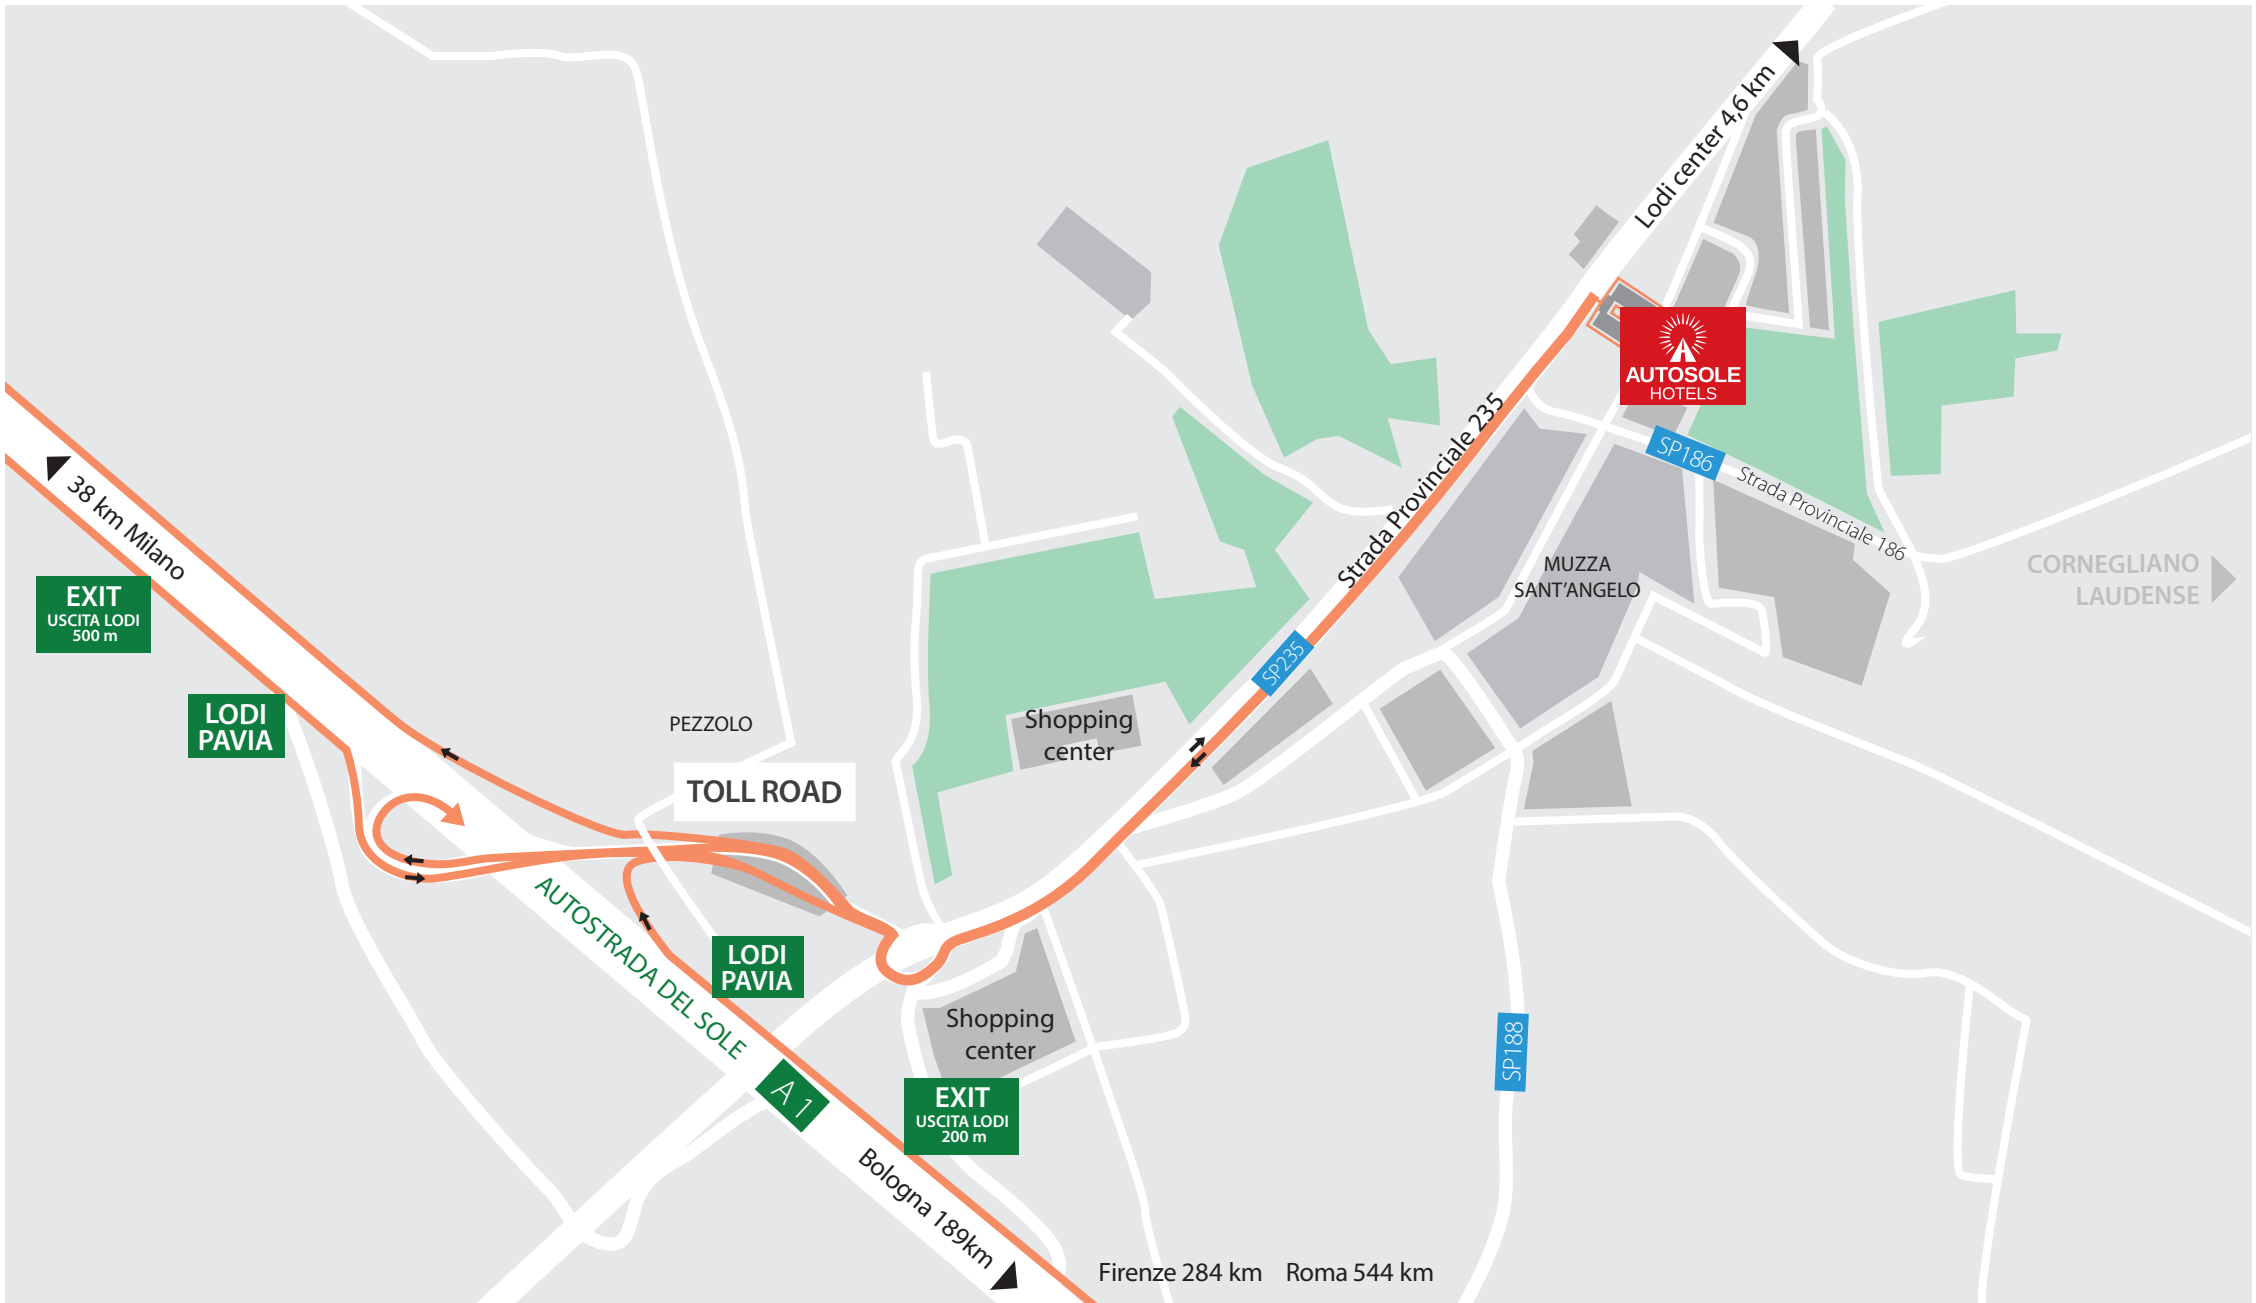 Lodi center 4,6 km
AUTOSOLE
HOTELS
Strada Provinciale 235
SP186
Strada Provinciale 186
38 km Milano
MUZZA
SANT'ANGELO
CORNEGLIANO
LAUDENSE
EXIT
USCITA LODI
500 m
SP235
LODI
PAVIA
PEZZOLO
Shopping
center
TOLL ROAD
AUTOSTRADA DEL SOLE
LODI
PAVIA
Shopping
center
SP188
A 1
EXIT
USCITA LODI
200 m
Bologna 189km
Firenze 284 km Roma 544 km